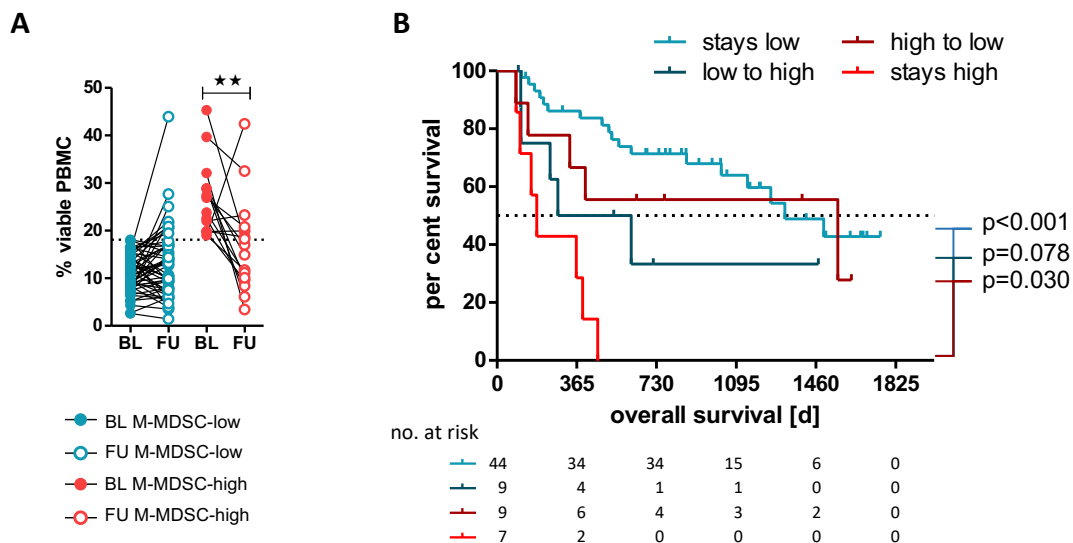 A
B
★★
50
40
30
20
10
0
% viable PBMC
BL FU BL FU
BL M-MDSC-low
FU M-MDSC-low
BL M-MDSC-high
FU M-MDSC-high
stays low
high to low
low to high
stays high
100
80
60
40
20
0
per cent survival
0 365 730 1095 1460 1825
overall survival [d]
p<0.001
p=0.078
p=0.030
no. at risk
44 34 34 15 6 0
9 4 1 1 0 0
9 6 4 3 2 0
7 2 0 0 0 0